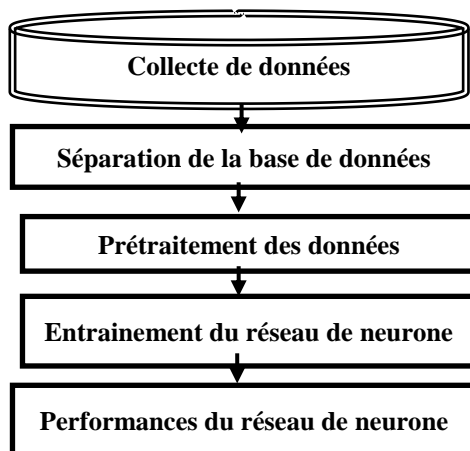 Collecte de données
Séparation de la base de données
Prétraitement des données
Entrainement du réseau de neurone
Performances du réseau de neurone